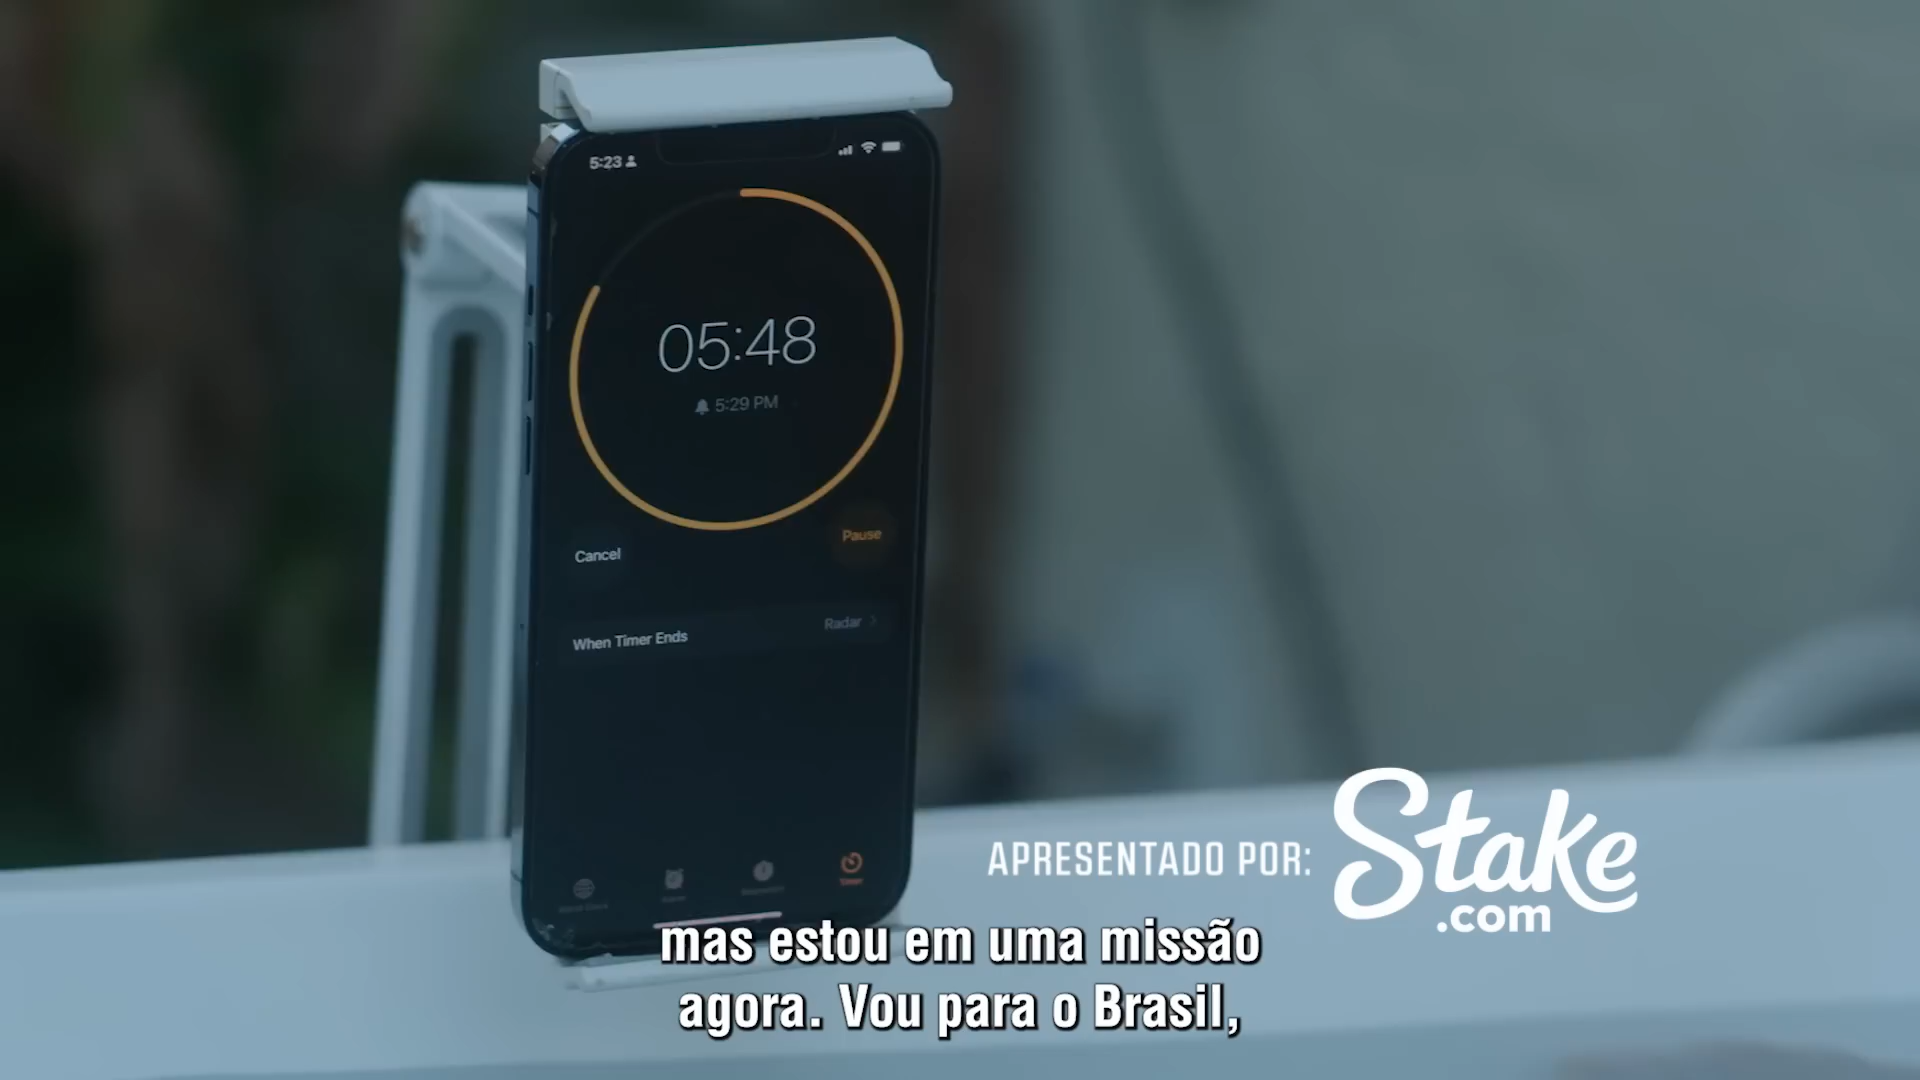 5:23
05:48
5:29 PM
Cancel
Pause
When Timer Ends
Radar
Timer
APRESENTADO POR: Stake
.com
mas estou em uma missão
agora. Vou para o Brasil,